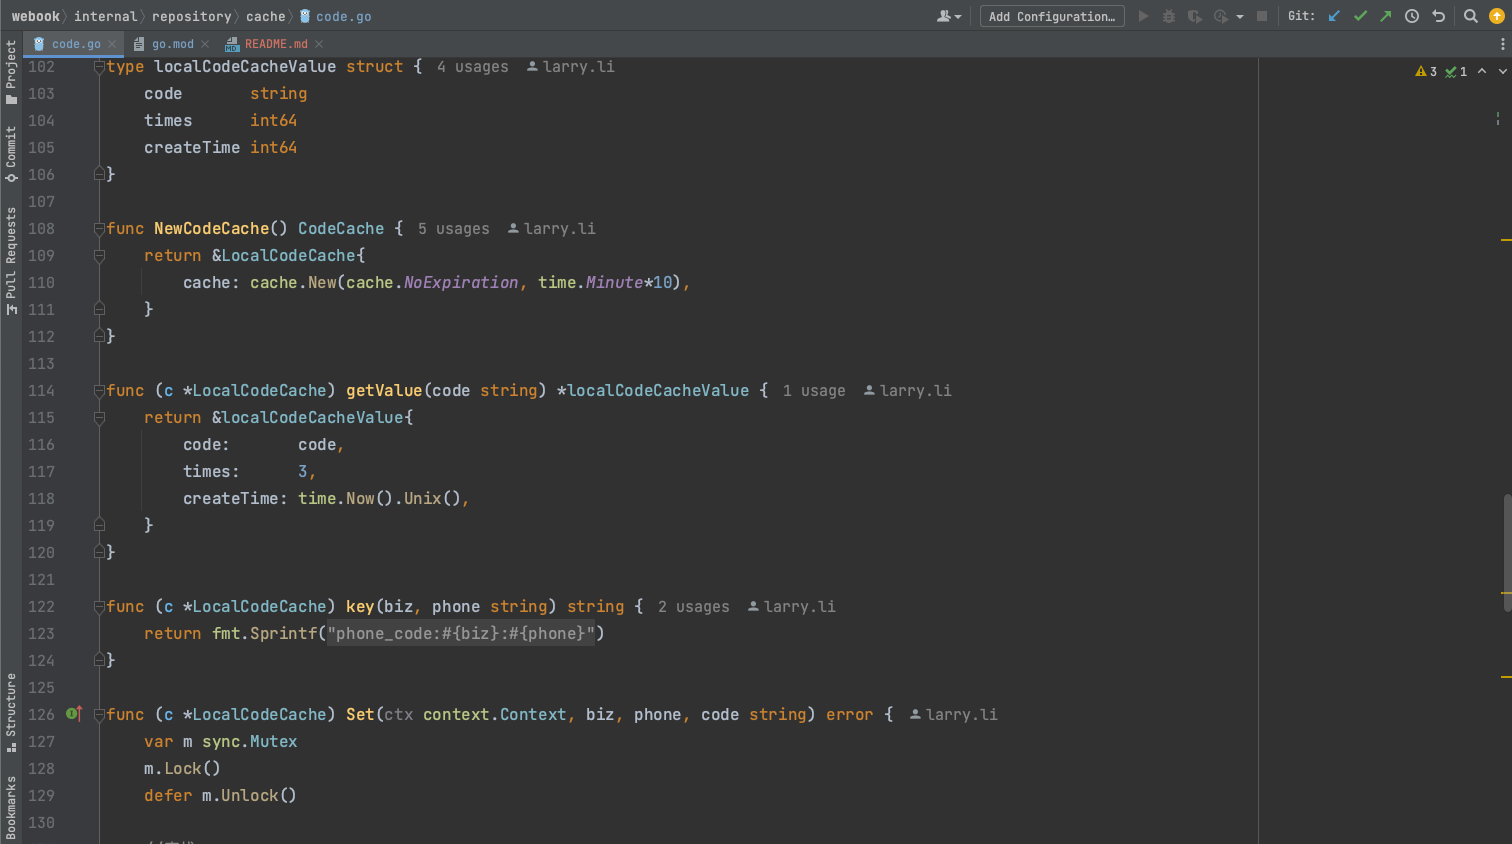 webook internal repository cache code.go Add Configuration… Git:
code.go go.mod README.md
Project
Commit
Pull Requests
Structure
Bookmarks
3 1
102 type localCodeCacheValue struct { 4 usages larry.li
103 code string
104 times int64
105 createTime int64
106 }
107
108 func NewCodeCache() CodeCache { 5 usages larry.li
109 return &LocalCodeCache{
110 cache: cache.New(cache.NoExpiration, time.Minute*10),
111 }
112 }
113
114 func (c *LocalCodeCache) getValue(code string) *localCodeCacheValue { 1 usage larry.li
115 return &localCodeCacheValue{
116 code: code,
117 times: 3,
118 createTime: time.Now().Unix(),
119 }
120 }
121
122 func (c *LocalCodeCache) key(biz, phone string) string { 2 usages larry.li
123 return fmt.Sprintf("phone_code:#{biz}:#{phone}")
124 }
125
126 func (c *LocalCodeCache) Set(ctx context.Context, biz, phone, code string) error { larry.li
127 var m sync.Mutex
128 m.Lock()
129 defer m.Unlock()
130